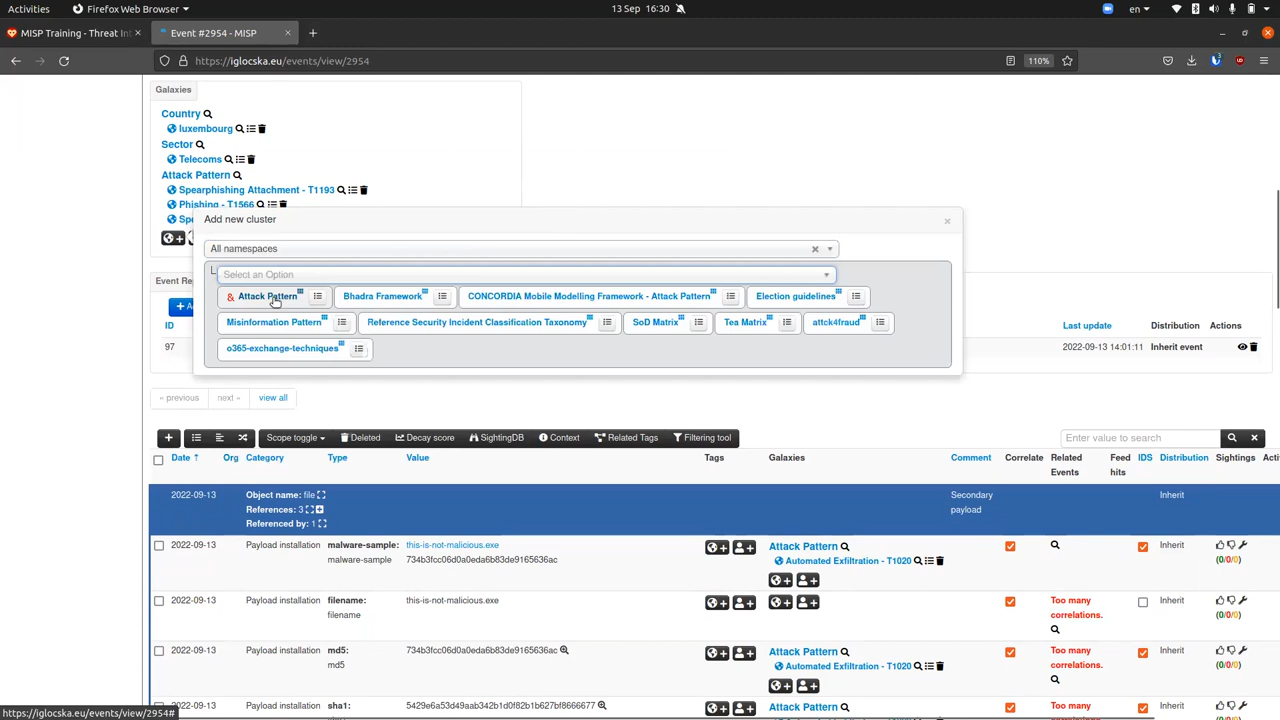 Activities
Firefox Web Browser
13 Sep 16:30
en
MISP Training - Threat In
Event #2954 - MISP
https://iglocska.eu/events/view/2954
110%
Galaxies
Country
luxembourg
Sector
Telecoms
Attack Pattern
Spearphishing Attachment - T1193
Phishing - T1566
Spe
Add new cluster
All namespaces
Select an Option
Attack Pattern
Bhadra Framework
CONCORDIA Mobile Modelling Framework - Attack Pattern
Election guidelines
Misinformation Pattern
Reference Security Incident Classification Taxonomy
SoD Matrix
Tea Matrix
attck4fraud
o365-exchange-techniques
Event Re
ID
Last update
Distribution
Actions
97
2022-09-13 14:01:11
Inherit event
« previous
next »
view all
Scope toggle
Deleted
Decay score
SightingDB
Context
Related Tags
Filtering tool
Enter value to search
Date
Org
Category
Type
Value
Tags
Galaxies
Comment
Correlate
Related Events
Feed hits
IDS
Distribution
Sightings
Acti
2022-09-13
Object name: file
References: 3
Referenced by: 1
Secondary payload
Inherit
2022-09-13
Payload installation
malware-sample:
malware-sample
this-is-not-malicious.exe
734b3fcc06d0a0eda6b83de9165636ac
Attack Pattern
Automated Exfiltration - T1020
Inherit
(0/0/0)
2022-09-13
Payload installation
filename:
filename
this-is-not-malicious.exe
Too many correlations.
Inherit
(0/0/0)
2022-09-13
Payload installation
md5:
md5
734b3fcc06d0a0eda6b83de9165636ac
Attack Pattern
Automated Exfiltration - T1020
Too many correlations.
Inherit
(0/0/0)
2022-09-13
Payload installation
sha1:
5429e6a53d49aab342b1d0f82b1b627bf8666677
Attack Pattern
Too many
Inherit
https://iglocska.eu/events/view/2954#